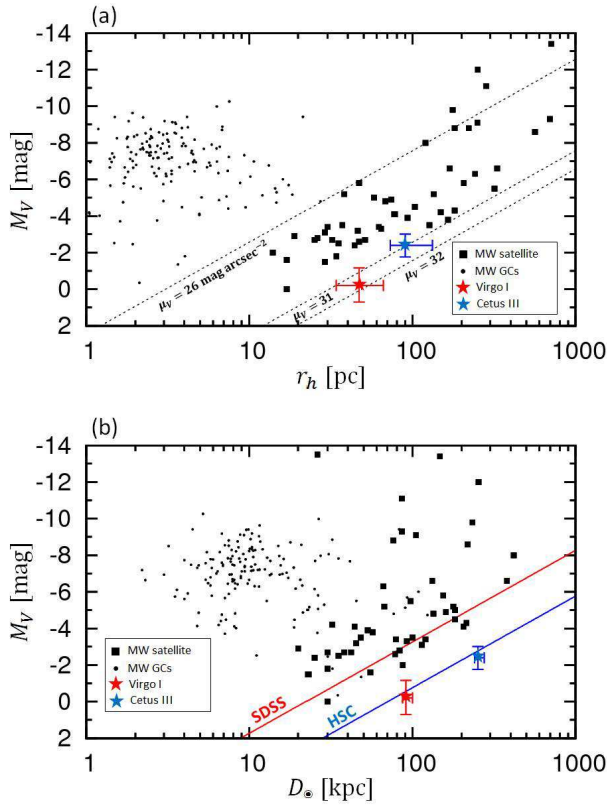 (a)
-14
-12
-10
-8
-6
-4
-2
0
2
M_V [mag]
μ_V = 26 mag arcsec⁻²
μ_V = 31
μ_V = 32
MW satellite
MW GCs
Virgo I
Cetus III
1 10 100 1000
r_h [pc]
(b)
-14
-12
-10
-8
-6
-4
-2
0
2
M_V [mag]
SDSS
HSC
MW satellite
MW GCs
Virgo I
Cetus III
1 10 100 1000
D_⊙ [kpc]